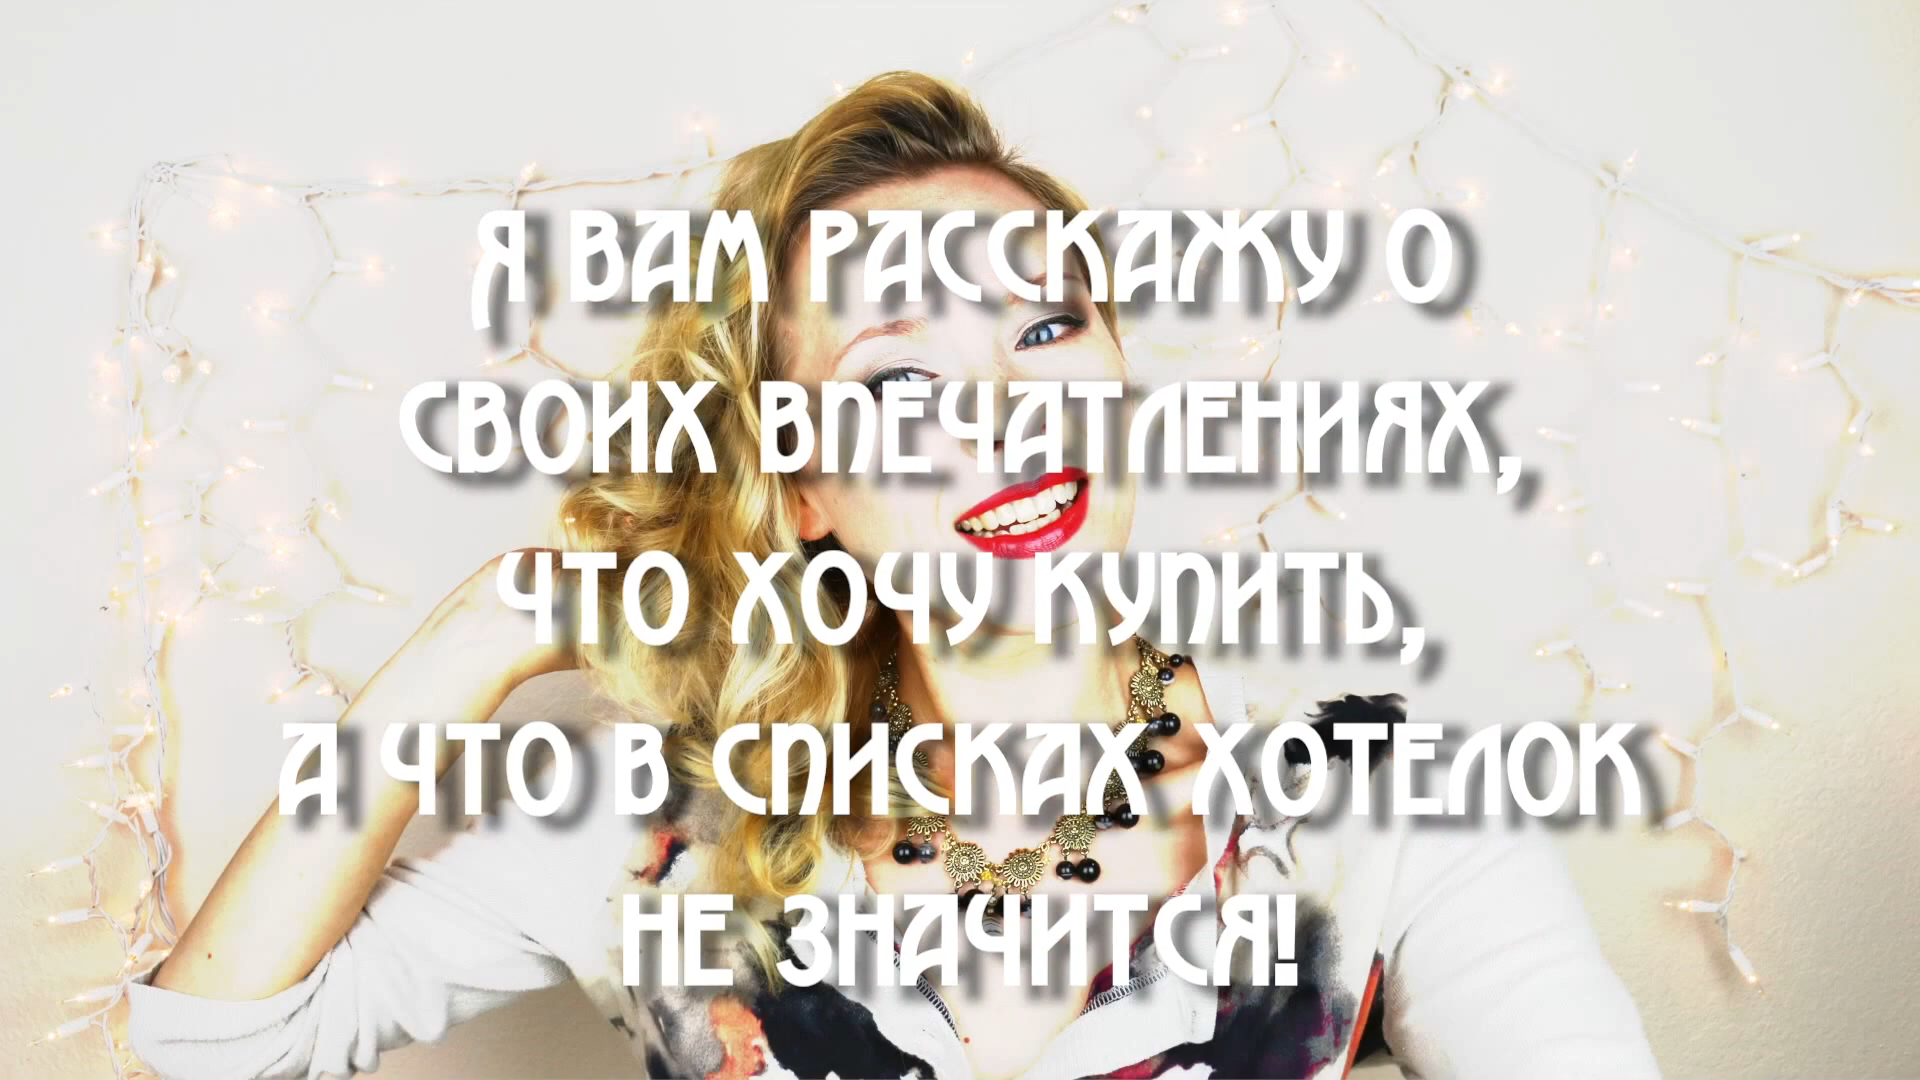 Я ВАМ РАССКАЖУ О
СВОИХ ВПЕЧАТЛЕНИЯХ,
ЧТО ХОЧУ КУПИТЬ,
А ЧТО В СПИСКАХ ХОТЕЛОК
НЕ ЗНАЧИТСЯ!